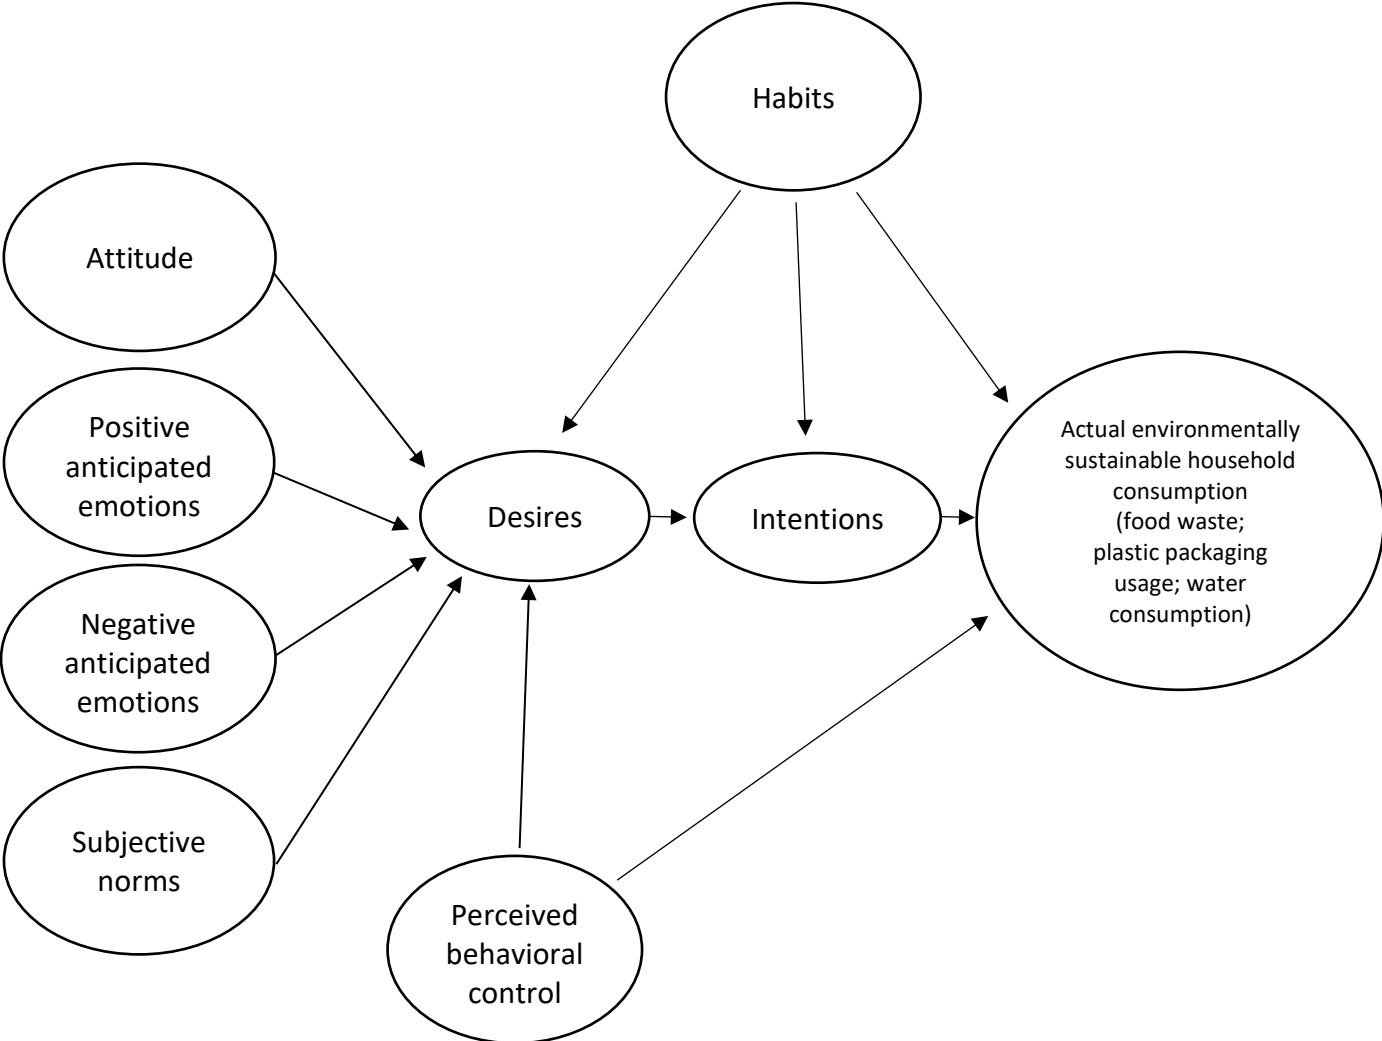 Habits
Attitude
Positive
anticipated
emotions
Negative
anticipated
emotions
Subjective
norms
Desires
Intentions
Actual environmentally
sustainable household
consumption
(food waste;
plastic packaging
usage; water
consumption)
Perceived
behavioral
control